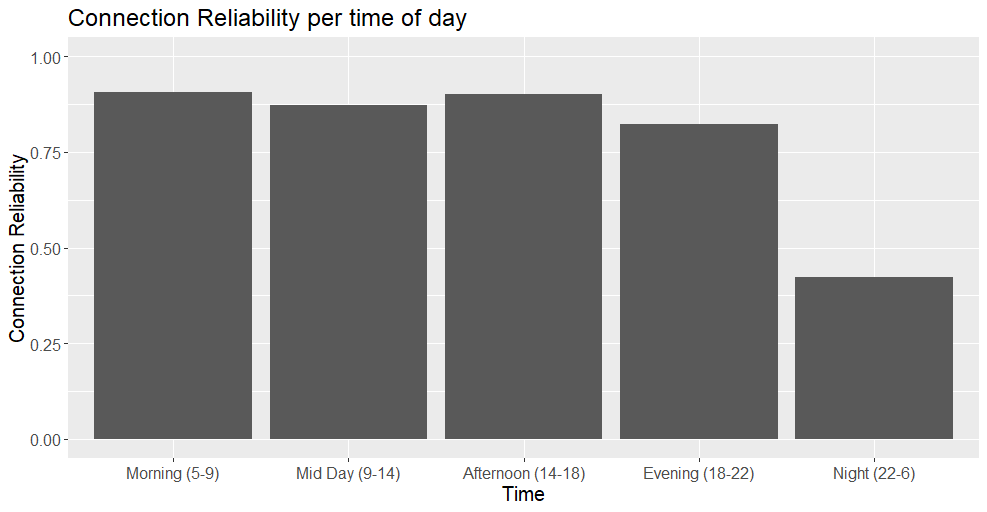 Connection Reliability per time of day
Connection Reliability
1.00
0.75
0.50
0.25
0.00
Morning (5-9) Mid Day (9-14) Afternoon (14-18) Evening (18-22) Night (22-6)
Time